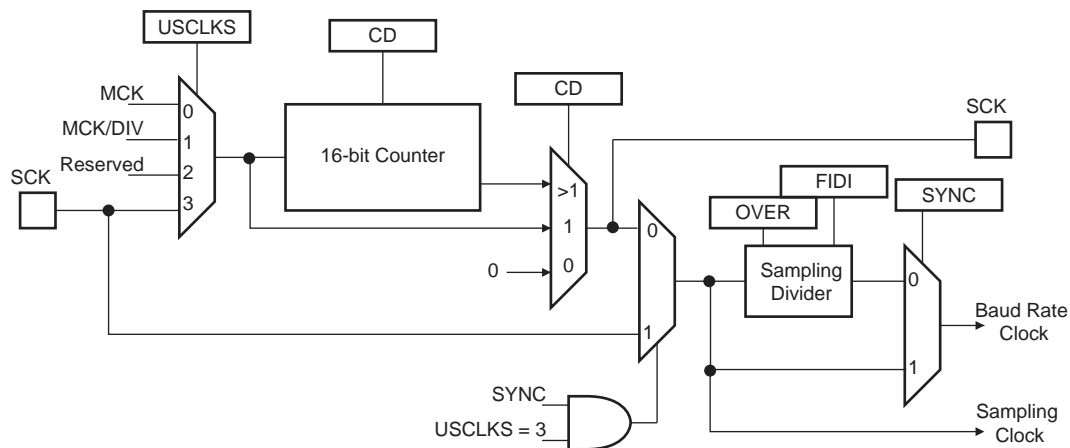 USCLKS
CD
MCK
MCK/DIV
Reserved
SCK
0
1
2
3
16-bit Counter
CD
SCK
>1
1
0
0
FIDI
OVER
SYNC
0
Sampling
Divider
0
Baud Rate
Clock
1
1
SYNC
USCLKS = 3
Sampling
Clock